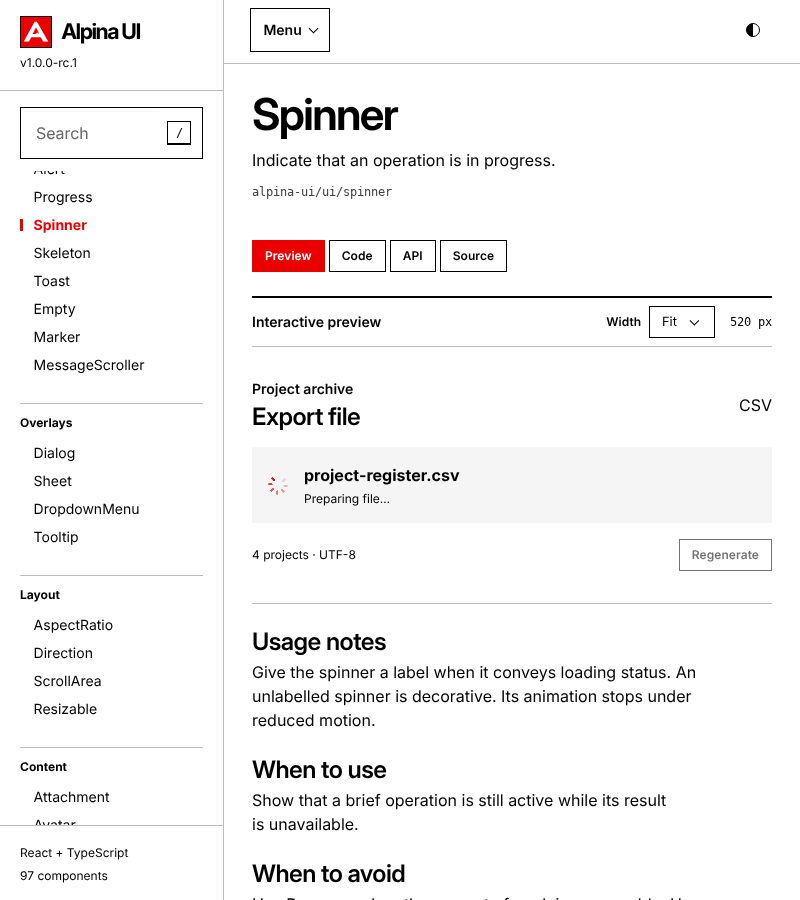 Alpina UI
v1.0.0-rc.1
Search /
Alert
Progress
Spinner
Skeleton
Toast
Empty
Marker
MessageScroller
Overlays
Dialog
Sheet
DropdownMenu
Tooltip
Layout
AspectRatio
Direction
ScrollArea
Resizable
Content
Attachment
Avatar
React + TypeScript
97 components
Menu
Spinner
Indicate that an operation is in progress.
alpina-ui/ui/spinner
Preview Code API Source
Interactive preview Width Fit 520 px
Project archive
Export file CSV
project-register.csv
Preparing file…
4 projects · UTF-8 Regenerate
Usage notes
Give the spinner a label when it conveys loading status. An
unlabelled spinner is decorative. Its animation stops under
reduced motion.
When to use
Show that a brief operation is still active while its result
is unavailable.
When to avoid